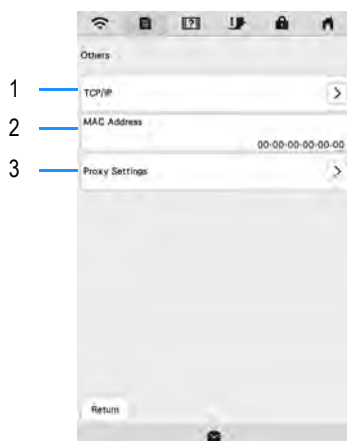 Others
1
TCP/IP
2
MAC Address
00-00-00-00-00-00
3
Proxy Settings
Return